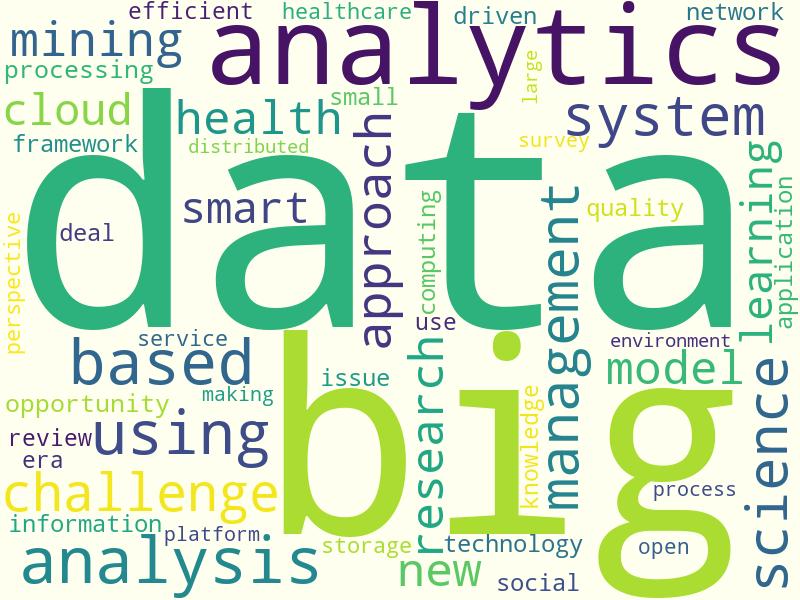 efficient
healthcare
driven
network
mining
analytics
processing
large
cloud
small
health
system
framework
distributed
survey
approach
data
learning
smart
computing
management
quality
application
perspective
deal
use
service
environment
based
big
research
model
issue
making
opportunity
knowledge
science
review
using
era
challenge
process
information
platform
storage
technology
open
analysis
new
social